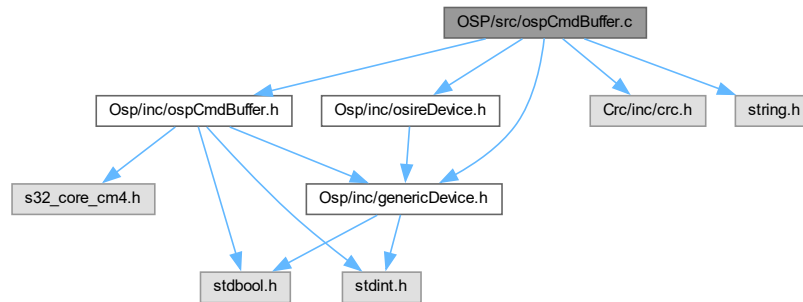 OSP/src/ospCmdBuffer.c
Osp/inc/ospCmdBuffer.h
Osp/inc/osireDevice.h
Crc/inc/crc.h
string.h
s32_core_cm4.h
Osp/inc/genericDevice.h
stdbool.h
stdint.h